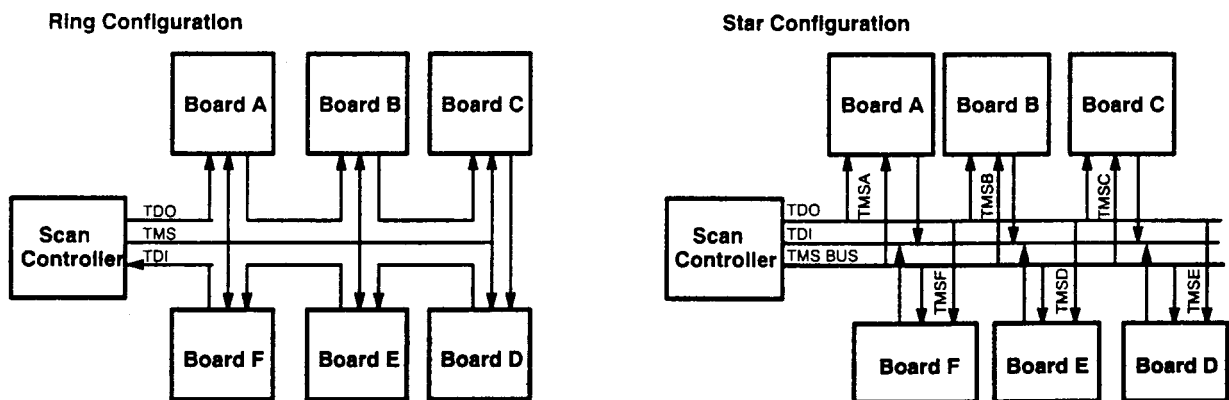 Ring Configuration
Board A
Board B
Board C
Scan
Controller
TDO
TMS
TDI
Board F
Board E
Board D
Star Configuration
Board A
Board B
Board C
TMSA
TMSB
TMSC
Scan
Controller
TDO
TDI
TMS BUS
TMSF
TMSD
TMSE
Board F
Board E
Board D